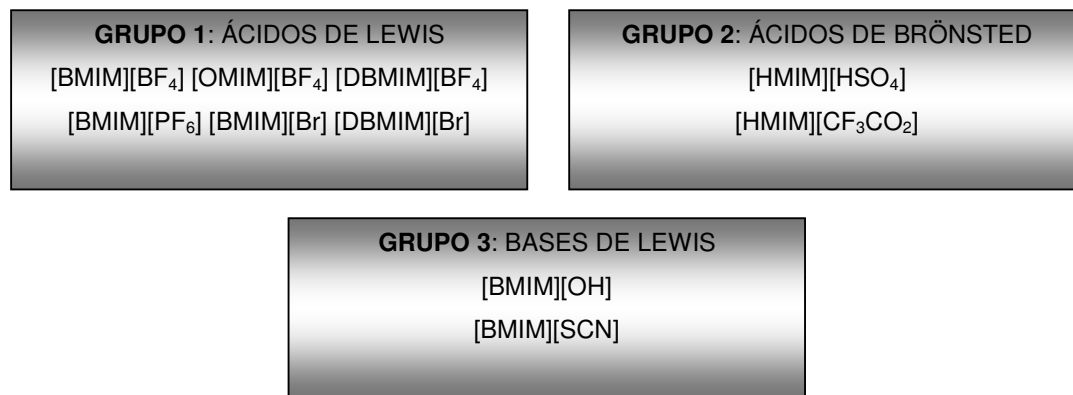 GRUPO 1: ÁCIDOS DE LEWIS
[BMIM][BF₄] [OMIM][BF₄] [DBMIM][BF₄]
[BMIM][PF₆] [BMIM][Br] [DBMIM][Br]
GRUPO 2: ÁCIDOS DE BRÖNSTED
[HMIM][HSO₄]
[HMIM][CF₃CO₂]
GRUPO 3: BASES DE LEWIS
[BMIM][OH]
[BMIM][SCN]